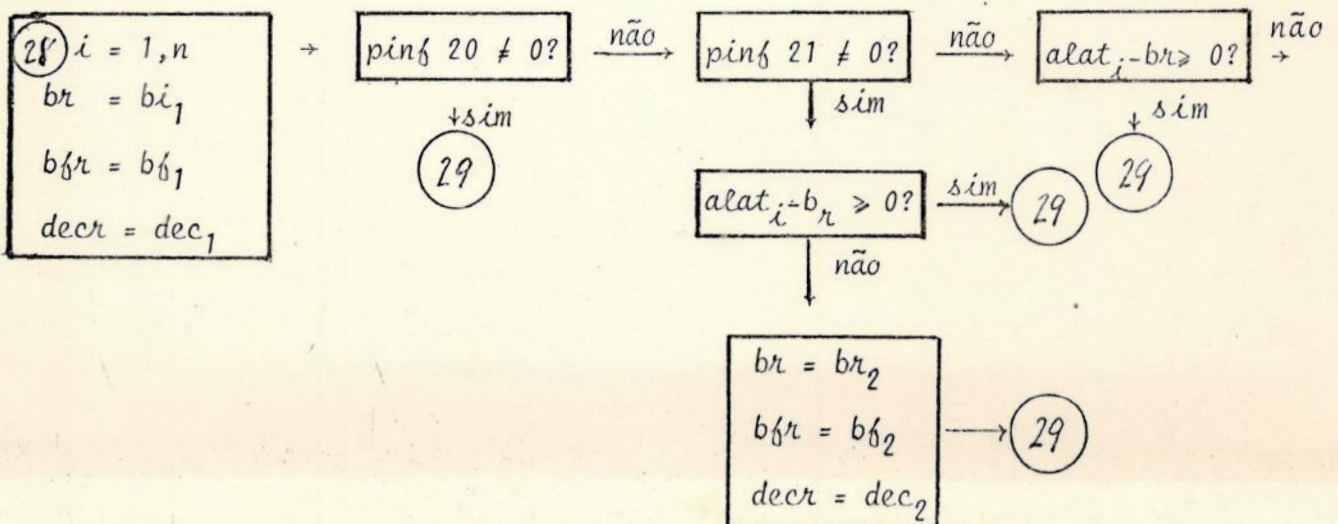 28 i = 1,n
br = bi₁
bfr = bf₁
decr = dec₁
→
pinf 20 ≠ 0?
não
→
pinf 21 ≠ 0?
não
→
alatᵢ-br ≥ 0?
não
→
↓sim
29
↓
sim
↓ sim
29
alatᵢ-bᵣ ≥ 0?
sim
→
29
↓
não
br = br₂
bfr = bf₂
decr = dec₂
→
29